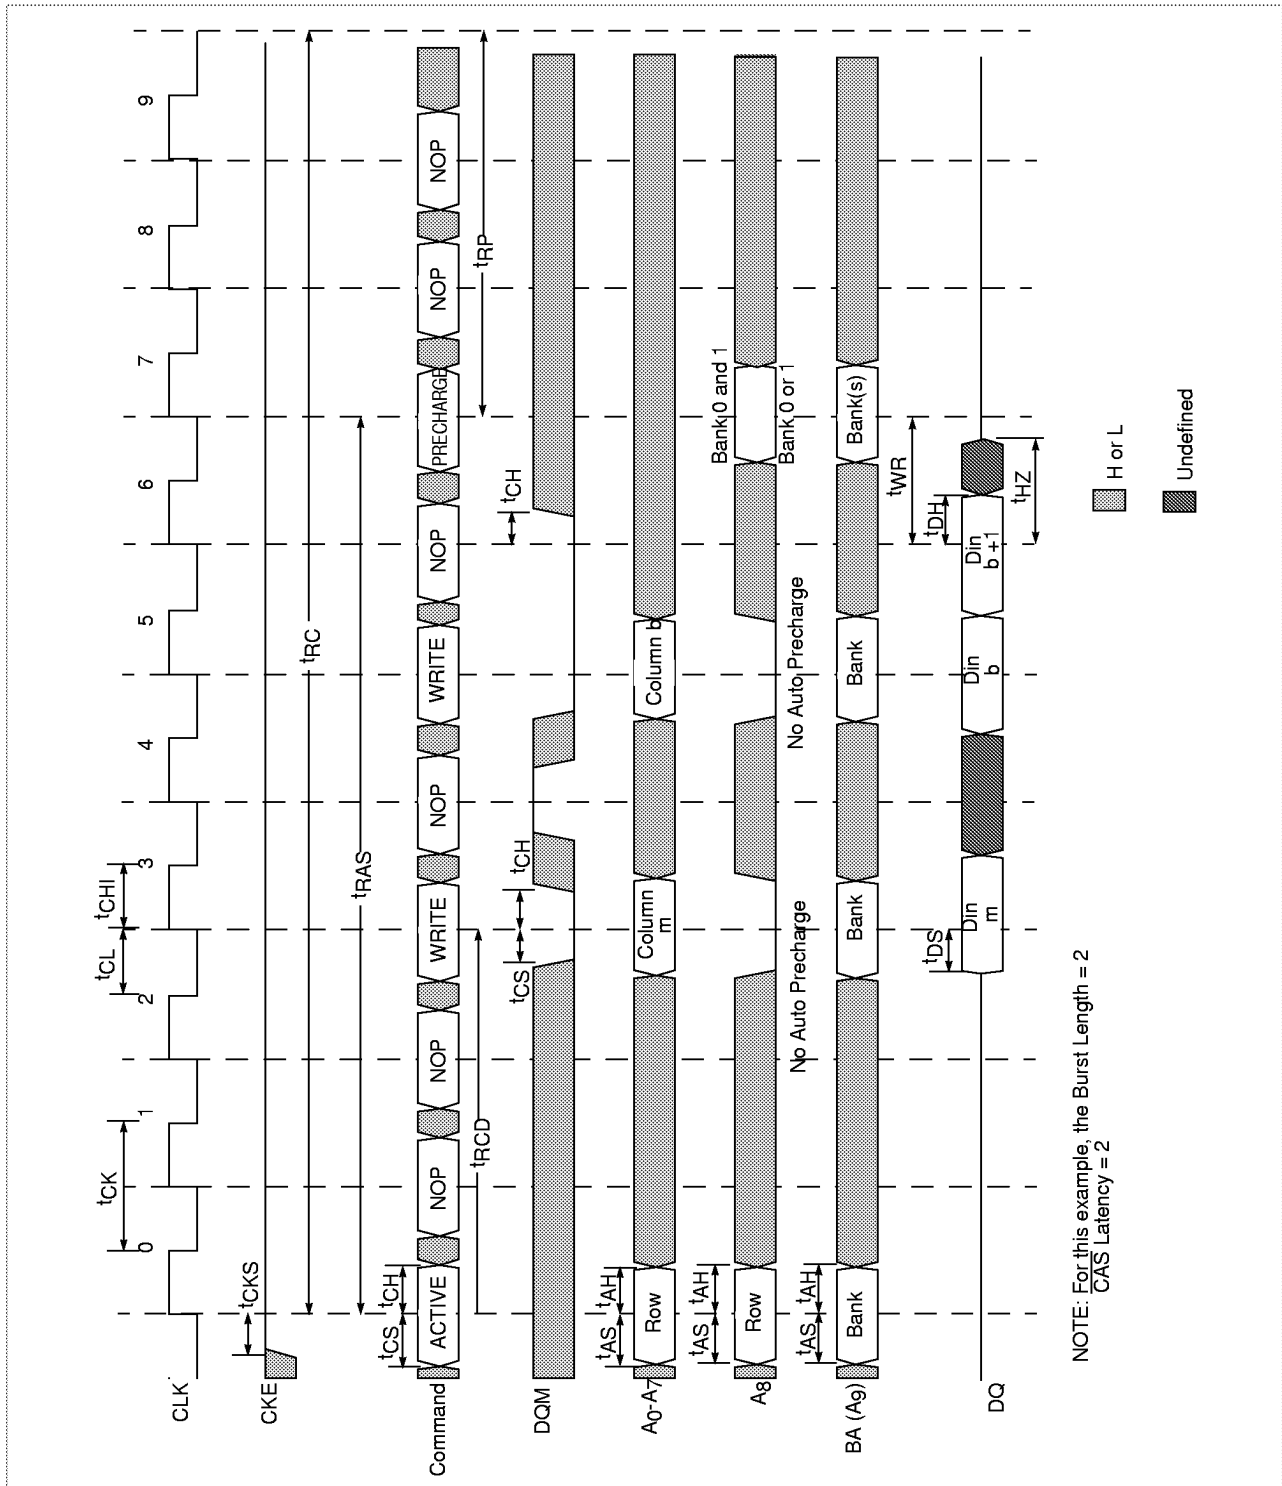 CLK
0
1
2
3
4
5
6
7
8
9
tCK
tCL
tCHI
CKE
tCKS
tRC
tRAS
Command
tCS
tCH
ACTIVE
NOP
NOP
WRITE
NOP
WRITE
NOP
PRECHARGE
NOP
NOP
tRCD
tRP
DQM
tCS
tCH
tCH
A0-A7
tAS
tAH
Row
Column
m
Column b
A8
tAS
tAH
Row
No Auto Precharge
No Auto Precharge
Bank 0 and 1
Bank 0 or 1
BA (A9)
tAS
tAH
Bank
Bank
Bank
Bank(s)
tWR
DQ
tDS
Din
m
Din
b
Din
b +1
tDH
tHZ
H or L
Undefined
NOTE: For this example, the Burst Length = 2
CAS Latency = 2